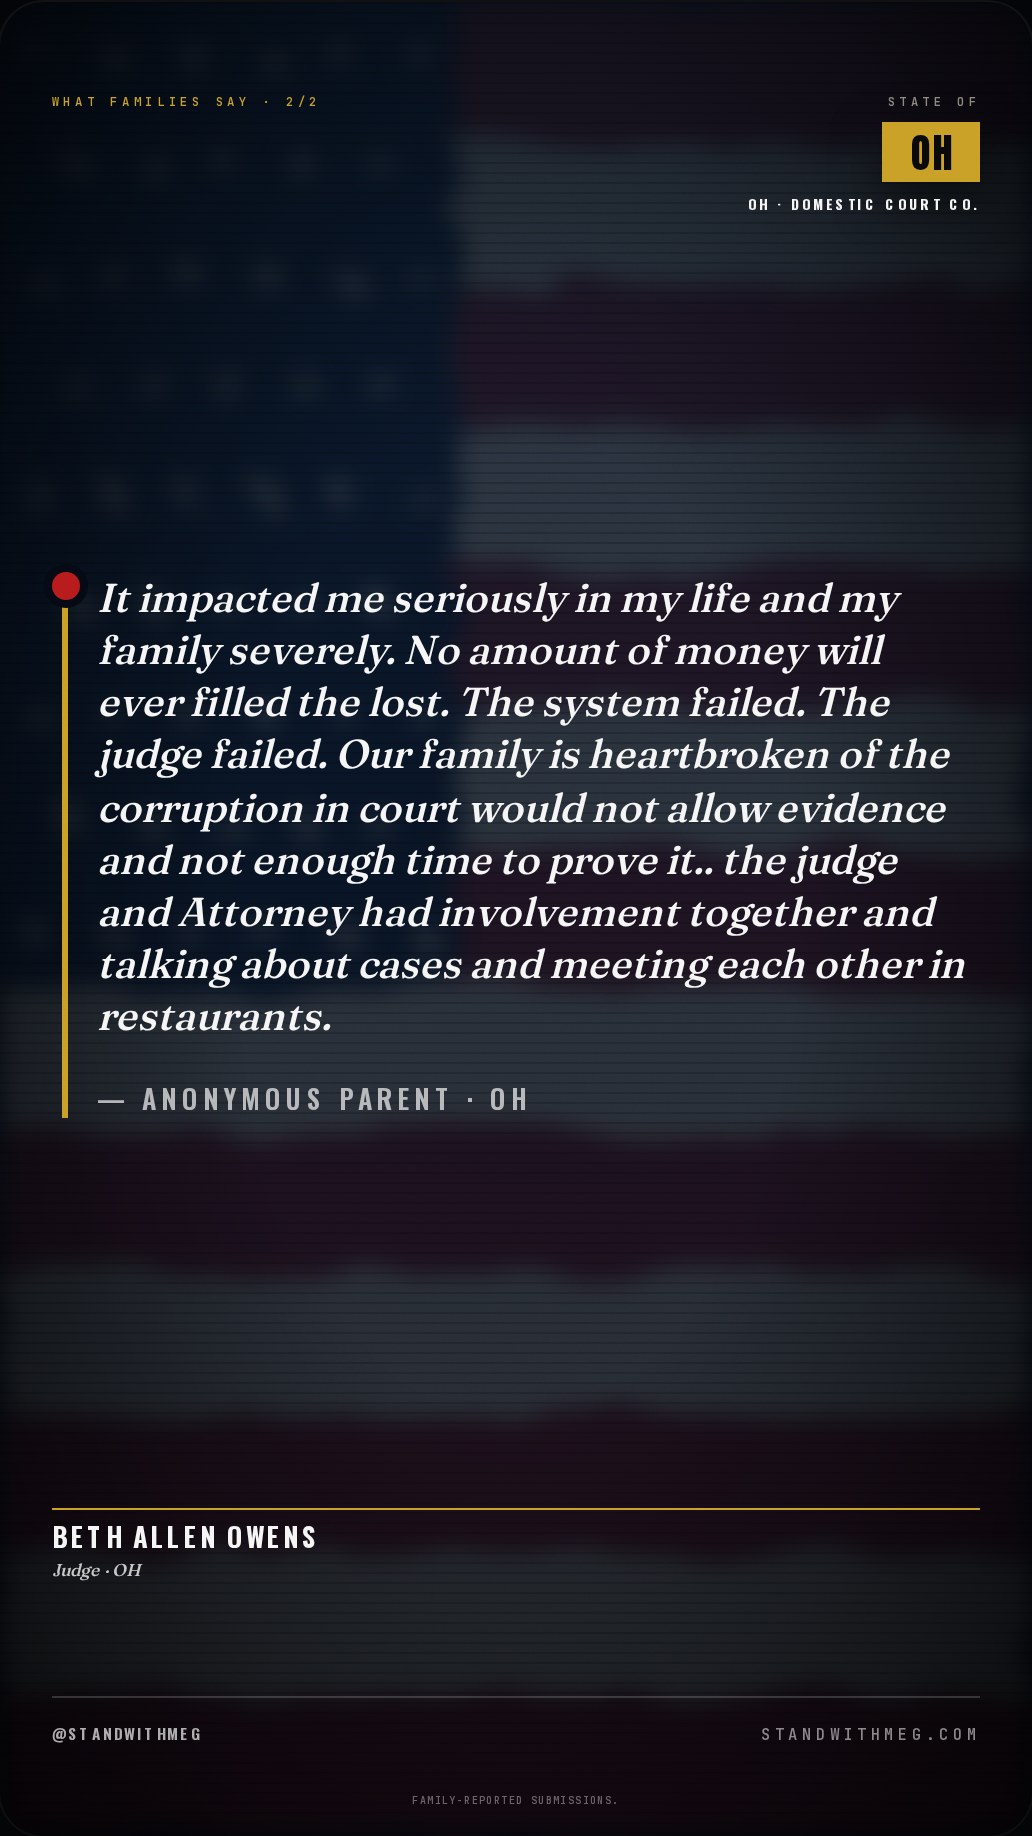 WHAT FAMILIES SAY · 2/2
STATE OF
OH
OH · DOMESTIC COURT CO.
It impacted me seriously in my life and my
family severely. No amount of money will
ever filled the lost. The system failed. The
judge failed. Our family is heartbroken of the
corruption in court would not allow evidence
and not enough time to prove it.. the judge
and Attorney had involvement together and
talking about cases and meeting each other in
restaurants.
— ANONYMOUS PARENT · OH
BETH ALLEN OWENS
Judge · OH
@STANDWITHMEG
STANDWITHMEG.COM
FAMILY-REPORTED SUBMISSIONS.